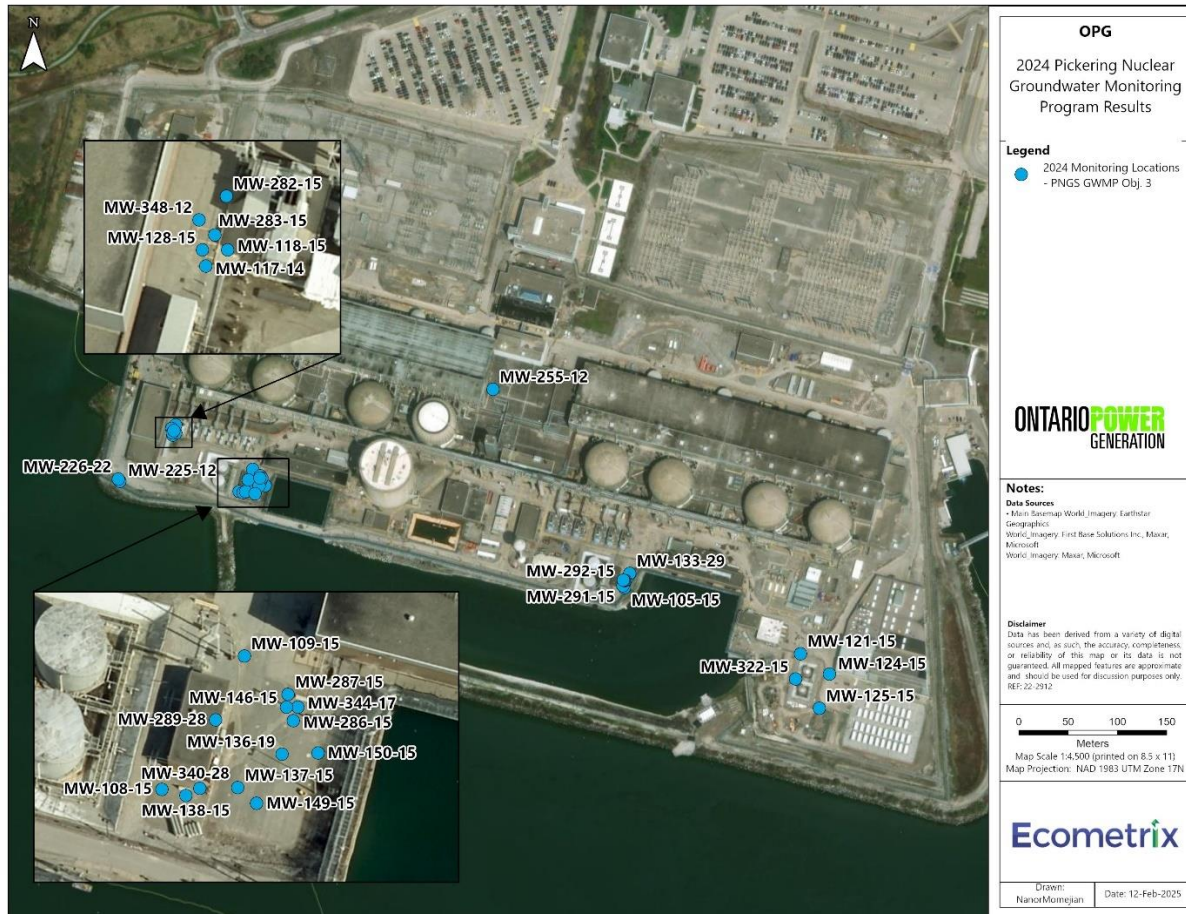 N
MW-282-15
MW-348-12
MW-283-15
MW-128-15
MW-118-15
MW-117-14
MW-255-12
MW-226-22
MW-225-12
MW-133-29
MW-292-15
MW-291-15
MW-105-15
MW-121-15
MW-124-15
MW-322-15
MW-125-15
MW-109-15
MW-287-15
MW-146-15
MW-344-17
MW-289-28
MW-286-15
MW-136-19
MW-150-15
MW-340-28
MW-137-15
MW-108-15
MW-138-15
MW-149-15
OPG
2024 Pickering Nuclear
Groundwater Monitoring
Program Results
Legend
2024 Monitoring Locations
- PNGS GWMP Obj. 3
ONTARIOPOWER
GENERATION
Notes:
Data Sources
• Main Basemap World_Imagery: Earthstar
Geographics
World_Imagery: First Base Solutions Inc., Maxar,
Microsoft
World_Imagery: Maxar, Microsoft
Disclaimer
Data has been derived from a variety of digital
sources and, as such, the accuracy, completeness,
or reliability of this map or its data is not
guaranteed. All mapped features are approximate
and should be used for discussion purposes only.
REF: 22-2912
0 50 100 150
Meters
Map Scale 1:4,500 (printed on 8.5 x 11)
Map Projection: NAD 1983 UTM Zone 17N
Ecometrix
Drawn:
NanorMomejian
Date: 12-Feb-2025